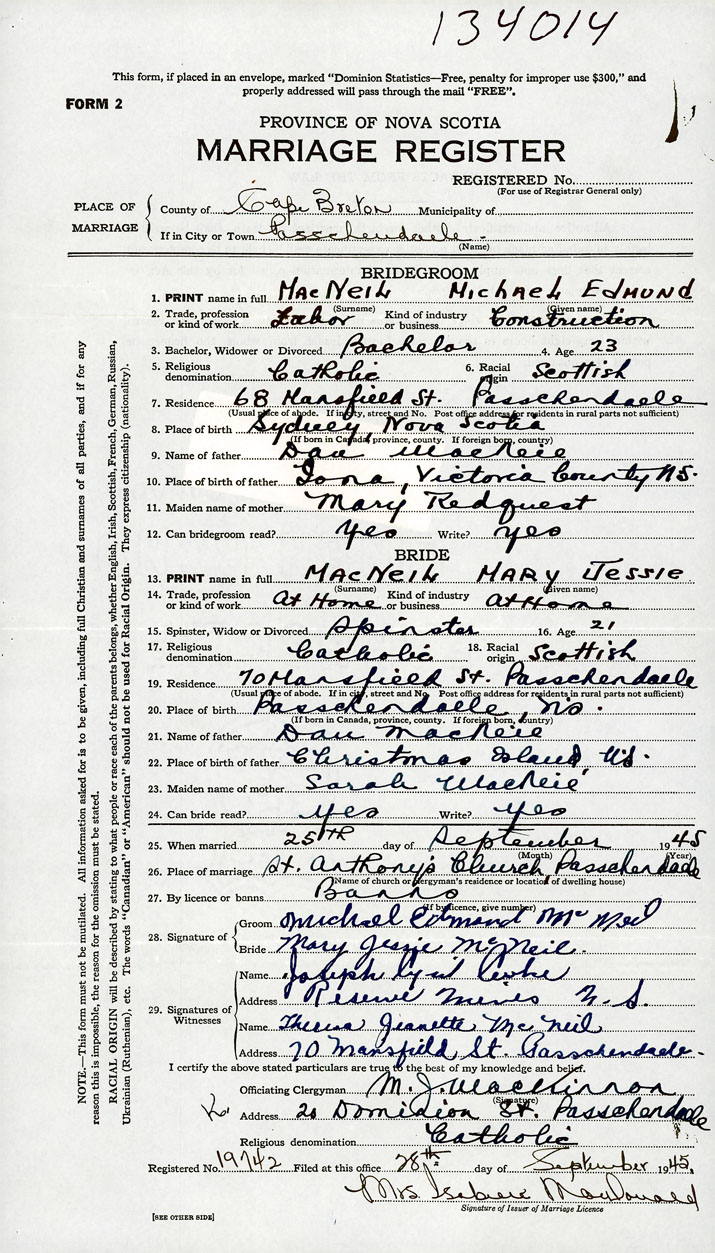 134014
This form, if placed in an envelope, marked "Dominion Statistics—Free, penalty for improper use $300," and
properly addressed will pass through the mail "FREE".
FORM 2
PROVINCE OF NOVA SCOTIA
MARRIAGE REGISTER
REGISTERED No.
(For use of Registrar General only)
PLACE OF MARRIAGE
County of Cape Breton Municipality of
If in City or Town Passchendaele.
(Name)
BRIDEGROOM
1. PRINT name in full MacNeil Michael Edmund
(Surname) (Given name)
2. Trade, profession or kind of work Labor Kind of industry or business Construction
3. Bachelor, Widower or Divorced Bachelor 4. Age 23
5. Religious denomination Catholic 6. Racial origin Scottish
7. Residence 68 Mansfield St. Passchendaele
(Usual place of abode. If in city, street and No. Post office address for residents in rural parts not sufficient)
8. Place of birth Sydney, Nova Scotia
(If born in Canada, province, county. If foreign born, country)
9. Name of father Dan MacNeil
10. Place of birth of father Iona, Victoria County N.S.
11. Maiden name of mother Mary Redquest
12. Can bridegroom read? yes Write? yes
BRIDE
13. PRINT name in full MacNeil Mary Jessie
(Surname) (Given name)
14. Trade, profession or kind of work At Home Kind of industry or business at Home
15. Spinster, Widow or Divorced Spinster 16. Age 21
17. Religious denomination Catholic 18. Racial origin Scottish
19. Residence 70 Mansfield St. Passchendaele
(Usual place of abode. If in city, street and No. Post office address for residents in rural parts not sufficient)
20. Place of birth Passchendaele, N.S.
(If born in Canada, province, county. If foreign born, country)
21. Name of father Dan MacNeil
22. Place of birth of father Christmas Island N.S.
23. Maiden name of mother Sarah MacNeil
24. Can bride read? yes Write? yes
25. When married 25TH day of September 1945
(Month) (Year)
26. Place of marriage St. Anthony's Church, Passchendaele
(Name of church or clergyman's residence or location of dwelling house)
27. By licence or banns Banns
(If by licence, give number)
28. Signature of
Groom Michael Edmund McNeil
Bride Mary Jessie McNeil.
29. Signatures of Witnesses
Name Joseph
Address Reserve Mines N.S.
Name Theresa Jeanette McNeil
Address 70 Mansfield St. Passchendaele.
I certify the above stated particulars are true to the best of my knowledge and belief.
Officiating Clergyman M. J. MacKinnon
(Signature)
Address 20 Dominion St. Passchendaele
Religious denomination Catholic
Registered No. 19742 Filed at this office 28th day of September 1945.
Mrs Isabell MacDonald
Signature of Issuer of Marriage Licence
[SEE OTHER SIDE]
NOTE.—This form must not be mutilated. All information asked for is to be given, including full Christian and surnames of all parties, and if for any
reason this is impossible, the reason for the omission must be stated.
RACIAL ORIGIN will be described by stating to what people or race each of the parents belongs, whether English, Irish, Scottish, French, German, Russian,
Ukrainian (Ruthenian), etc. The words "Canadian" or "American" should not be used for Racial Origin. They express citizenship (nationality).